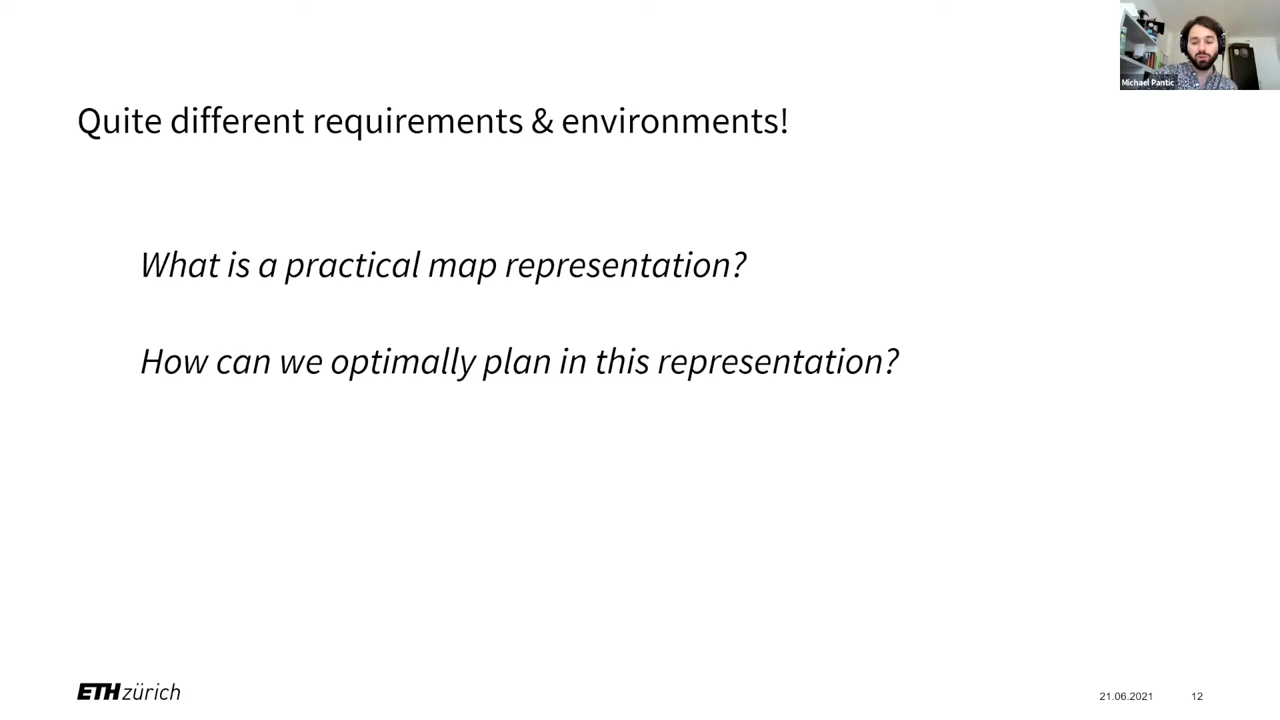 Michael Pantic
Quite different requirements & environments!
What is a practical map representation?
How can we optimally plan in this representation?
ETH zürich
21.06.2021
12